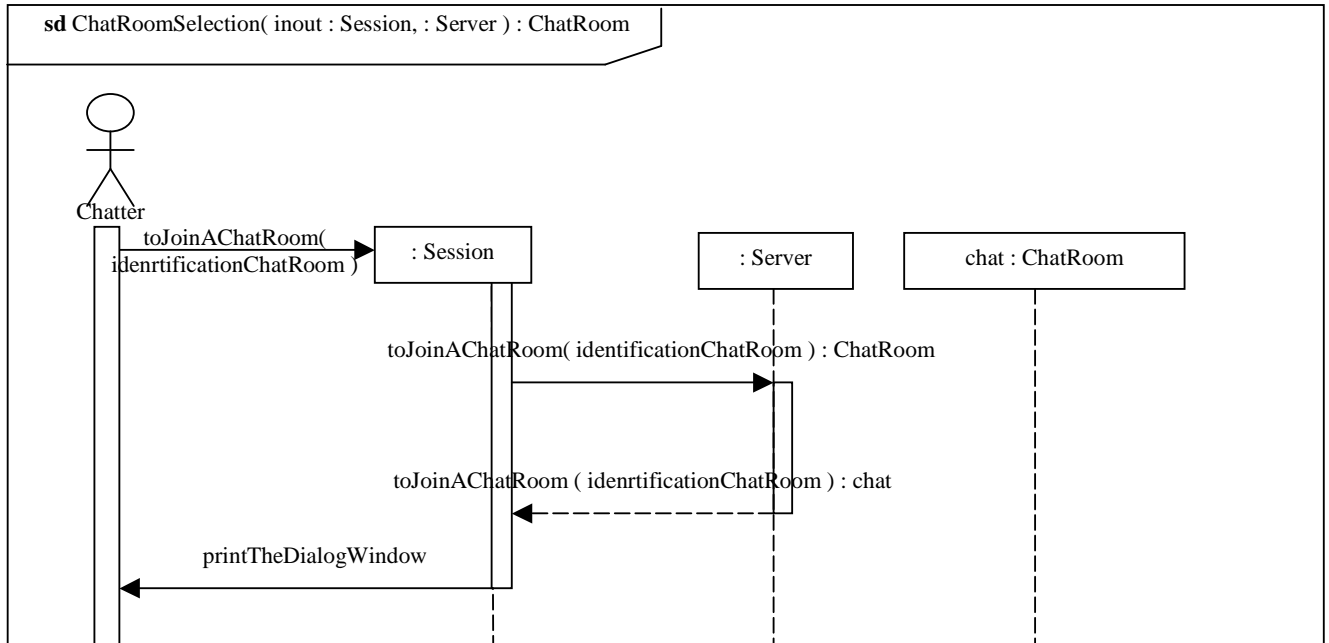 sd ChatRoomSelection( inout : Session, : Server ) : ChatRoom
Chatter
toJoinAChatRoom(
idenrtificationChatRoom )
: Session
: Server
chat : ChatRoom
toJoinAChatRoom( identificationChatRoom ) : ChatRoom
toJoinAChatRoom ( idenrtificationChatRoom ) : chat
printTheDialogWindow